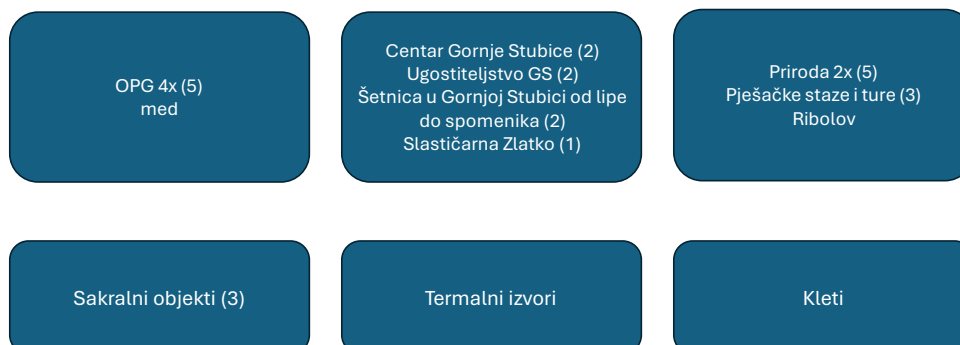 OPG 4x (5)
med
Centar Gornje Stubice (2)
Ugostiteljstvo GS (2)
Šetnica u Gornjoj Stubici od lipe
do spomenika (2)
Slastičarna Zlatko (1)
Priroda 2x (5)
Pješačke staze i ture (3)
Ribolov
Sakralni objekti (3)
Termalni izvori
Kleti